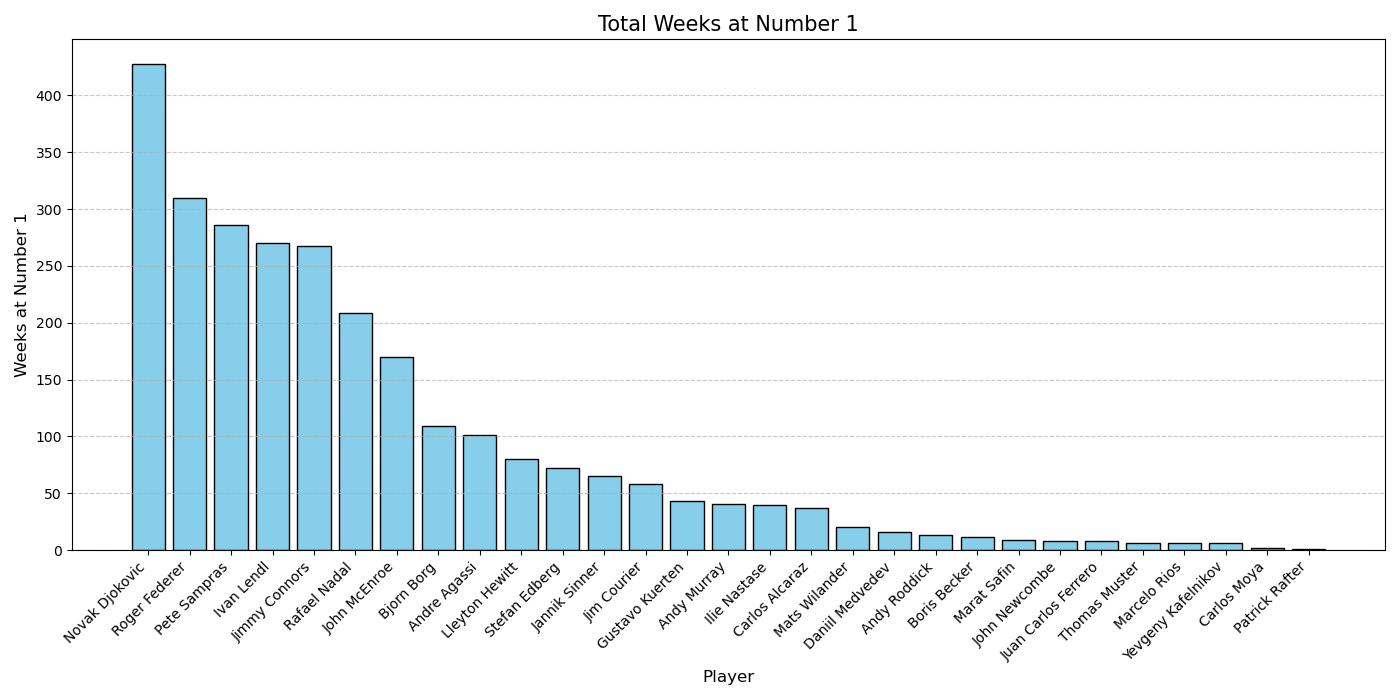 Total Weeks at Number 1
Weeks at Number 1
400
350
300
250
200
150
100
50
0
Novak Djokovic
Roger Federer
Pete Sampras
Ivan Lendl
Jimmy Connors
Rafael Nadal
John McEnroe
Bjorn Borg
Andre Agassi
Lleyton Hewitt
Stefan Edberg
Jannik Sinner
Jim Courier
Gustavo Kuerten
Andy Murray
Ilie Nastase
Carlos Alcaraz
Mats Wilander
Daniil Medvedev
Andy Roddick
Boris Becker
Marat Safin
John Newcombe
Juan Carlos Ferrero
Thomas Muster
Marcelo Rios
Yevgeny Kafelnikov
Carlos Moya
Patrick Rafter
Player